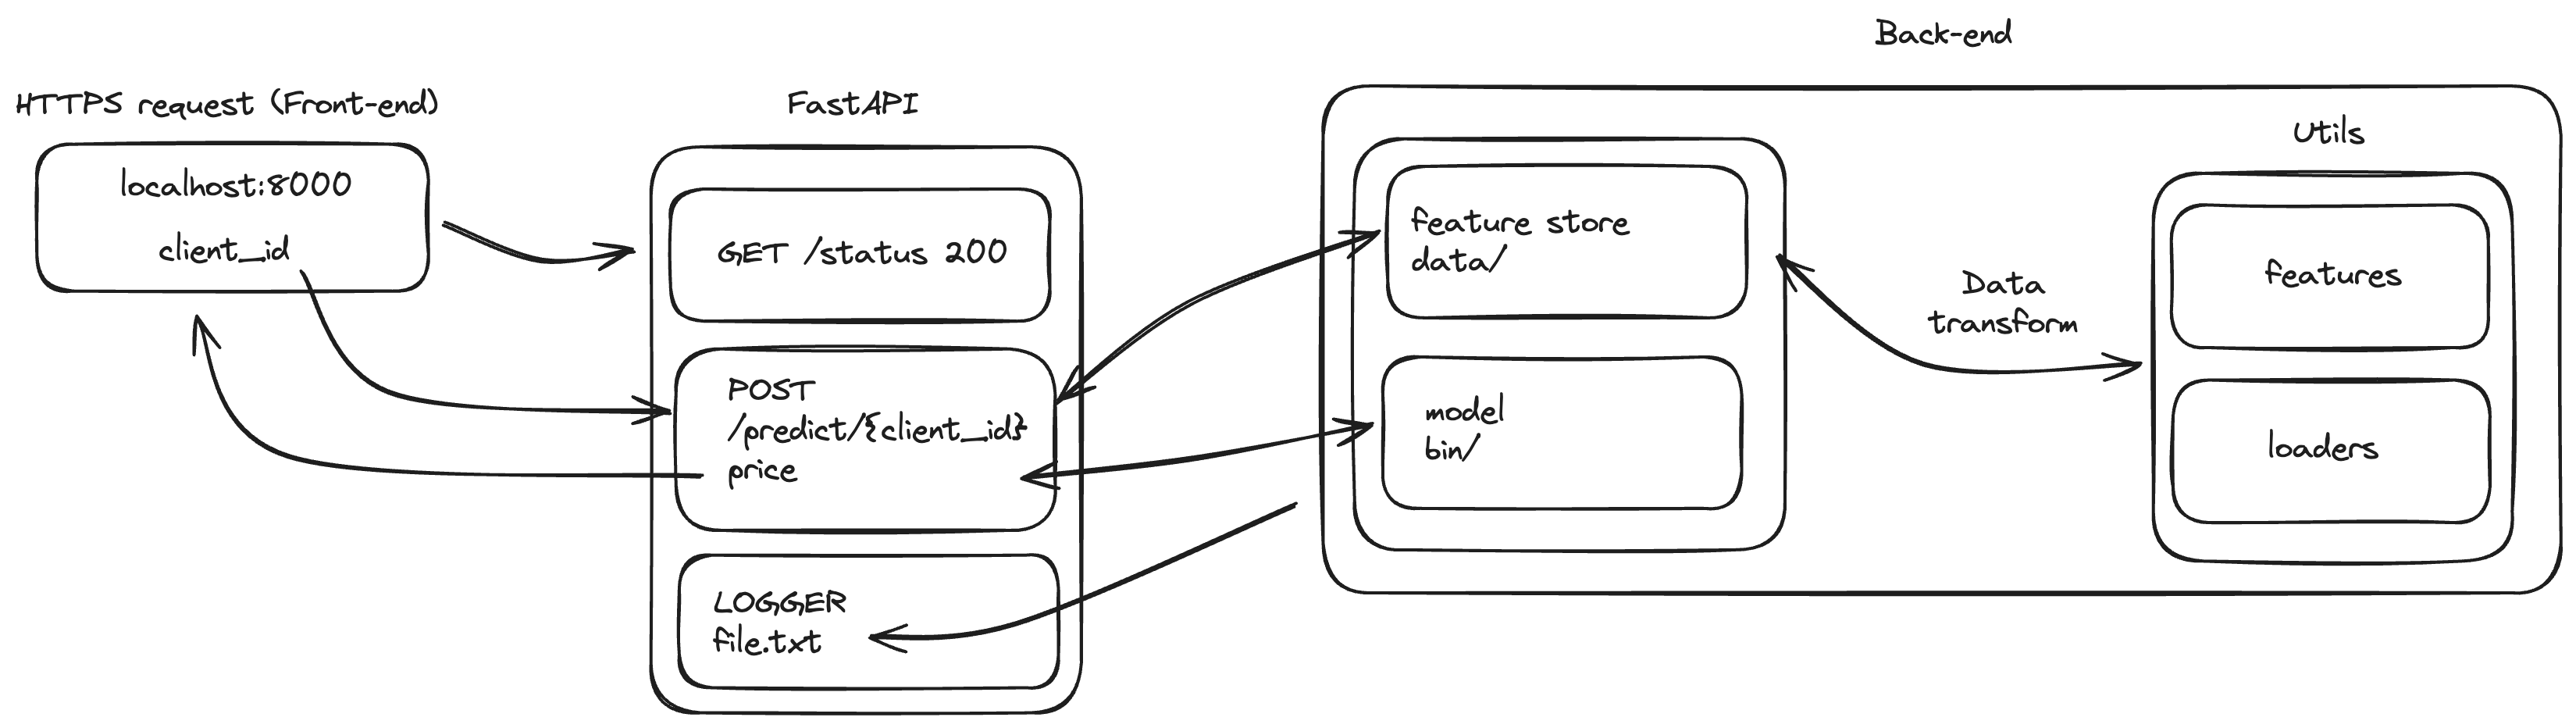 Back-end
HTTPS request (Front-end)
FastAPI
Utils
localhost:8000
client_id
GET /status 200
POST
/predict/{client_id}
price
LOGGER
file.txt
feature store
data/
model
bin/
Data
transform
features
loaders